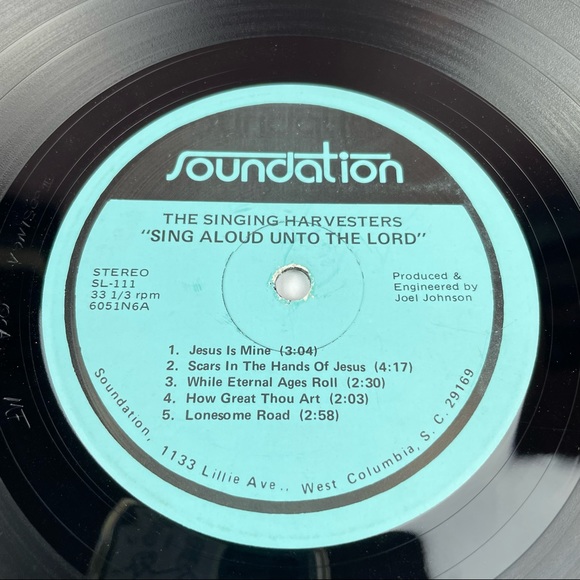 Soundation
THE SINGING HARVESTERS
"SING ALOUD UNTO THE LORD"
STEREO
SL-111
33 1/3 rpm
6051N6A
Produced &
Engineered by
Joel Johnson
1. Jesus Is Mine (3:04)
2. Scars In The Hands Of Jesus (4:17)
3. While Eternal Ages Roll (2:30)
4. How Great Thou Art (2:03)
5. Lonesome Road (2:58)
Soundation, 1133 Lillie Ave., West Columbia, S. C. 29169